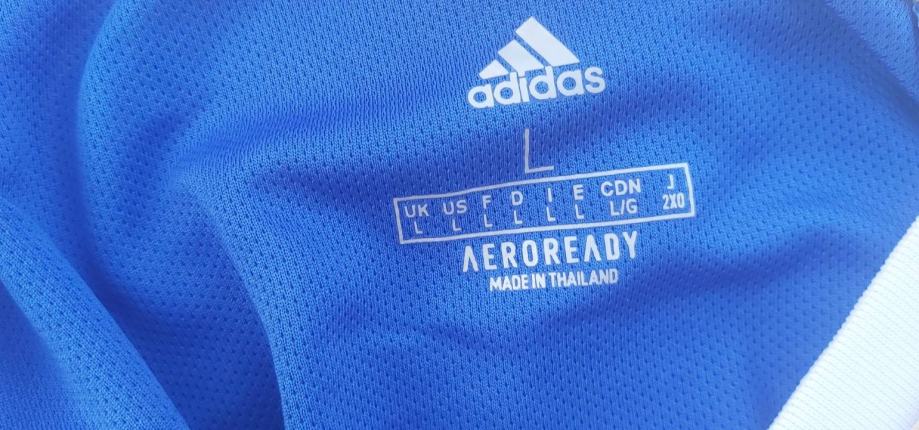 adidas
L
UK US F D I E CDN J
L L L L L L L/G 2XO
AEROREADY
MADE IN THAILAND